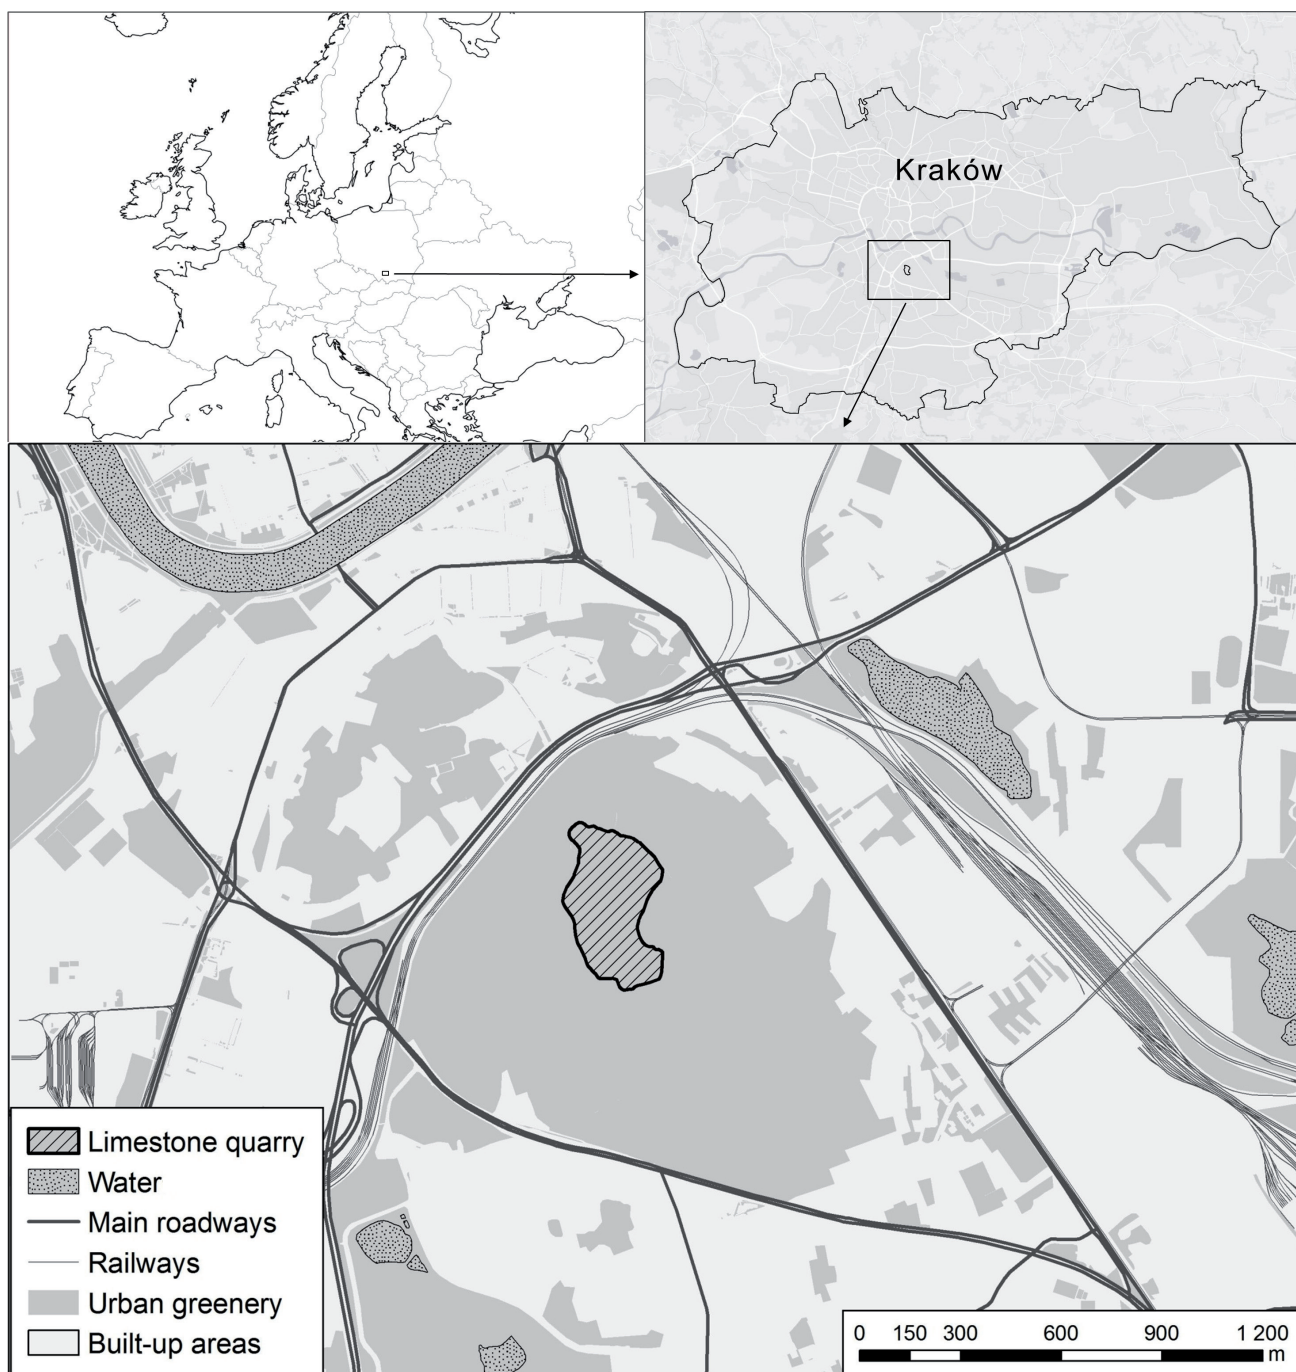 Kraków
Limestone quarry
Water
Main roadways
Railways
Urban greenery
Built-up areas
0 150 300 600 900 1 200
m